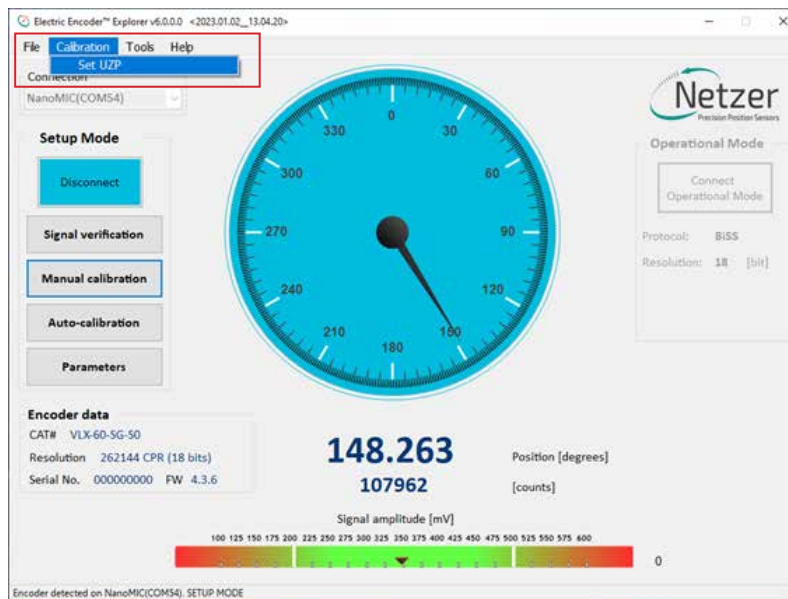 Electric Encoder™ Explorer v6.0.0.0 <2023.01.02__13.04.20>
File Calibration Tools Help
Set UZP
Connection
NanoMIC(COM54)
Setup Mode
Disconnect
Signal verification
Manual calibration
Auto-calibration
Parameters
0
30
60
90
120
150
180
210
240
270
300
330
Netzer
Precision Position Sensors
Operational Mode
Connect
Operational Mode
Protocol: BiSS
Resolution: 18 [bit]
Encoder data
CAT# VLX-60-SG-S0
Resolution 262144 CPR (18 bits)
Serial No. 000000000 FW 4.3.6
148.263 Position [degrees]
107962 [counts]
Signal amplitude [mV]
100 125 150 175 200 225 250 275 300 325 350 375 400 425 450 475 500 525 550 575 600
0
Encoder detected on NanoMIC(COM54). SETUP MODE